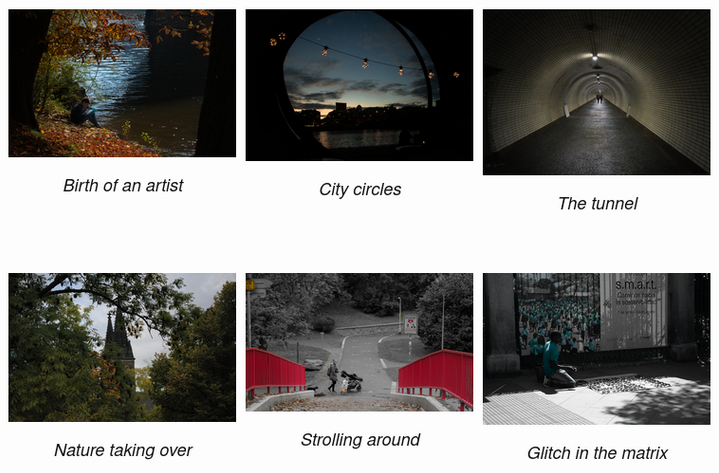 Birth of an artist
City circles
The tunnel
s.m.a.r.t.
Nature taking over
Strolling around
Glitch in the matrix